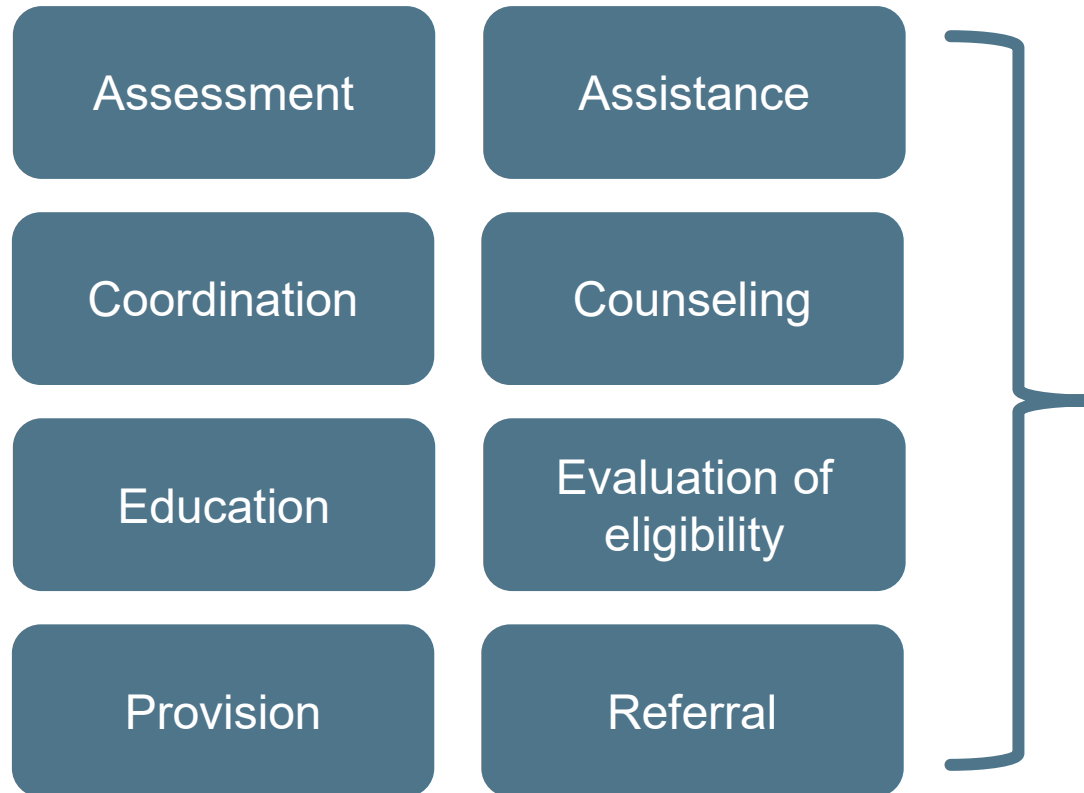 Assessment
Assistance
Coordination
Counseling
Education
Evaluation of
eligibility
Provision
Referral